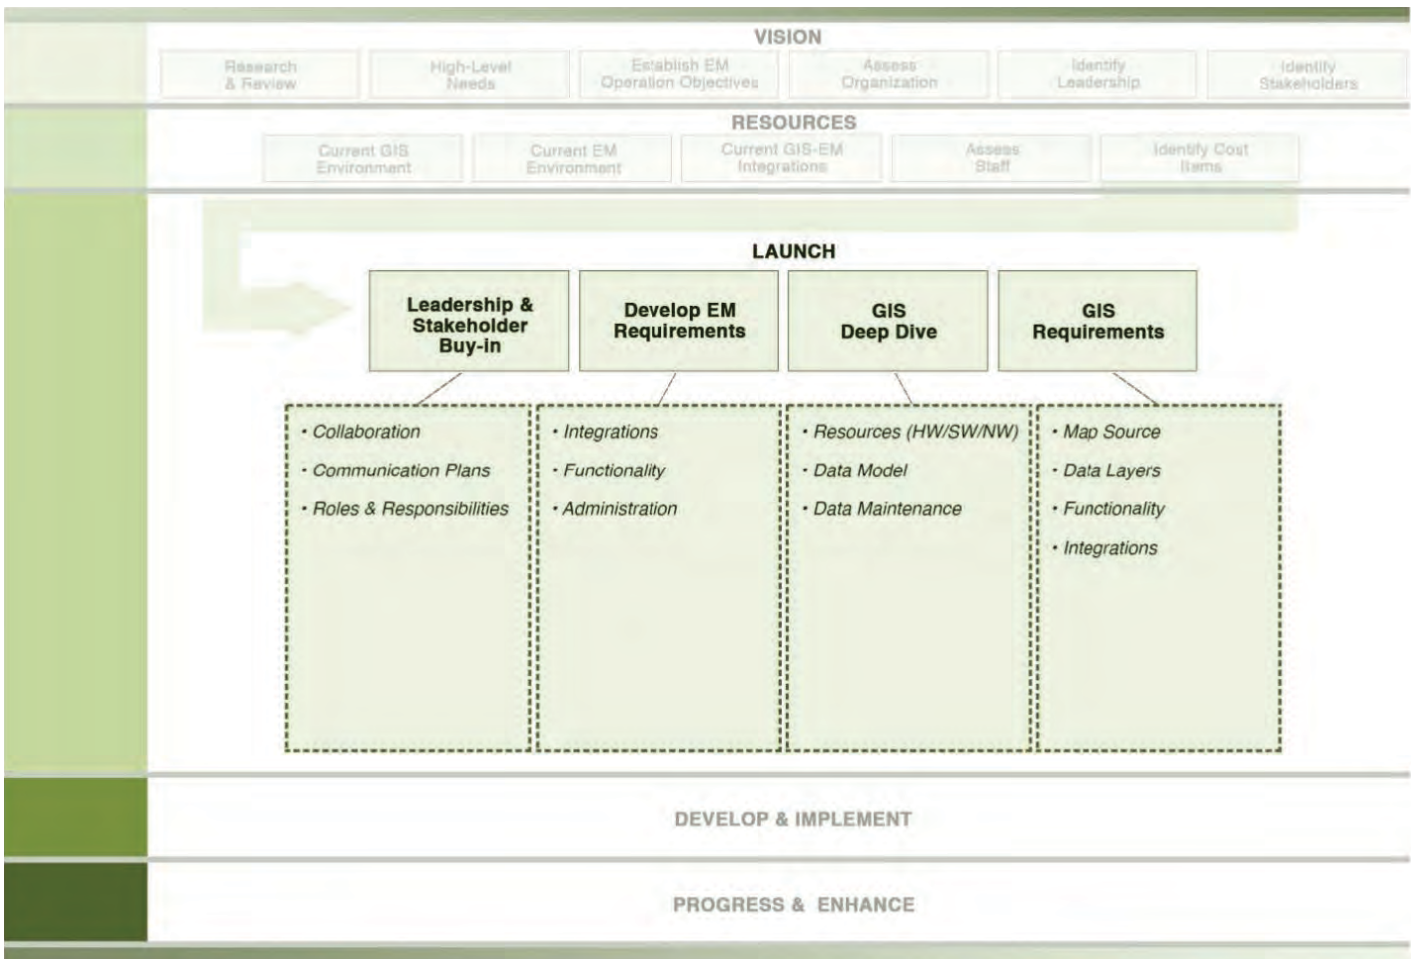 VISION
Research
& Review
High-Level
Needs
Establish EM
Operation Objectives
Assess
Organization
Identify
Leadership
Identify
Stakeholders
RESOURCES
Current GIS
Environment
Current EM
Environment
Current GIS-EM
Integrations
Assess
Staff
Identify Cost
Items
LAUNCH
Leadership &
Stakeholder
Buy-in
Develop EM
Requirements
GIS
Deep Dive
GIS
Requirements
• Collaboration
• Communication Plans
• Roles & Responsibilities
• Integrations
• Functionality
• Administration
• Resources (HW/SW/NW)
• Data Model
• Data Maintenance
• Map Source
• Data Layers
• Functionality
• Integrations
DEVELOP & IMPLEMENT
PROGRESS & ENHANCE